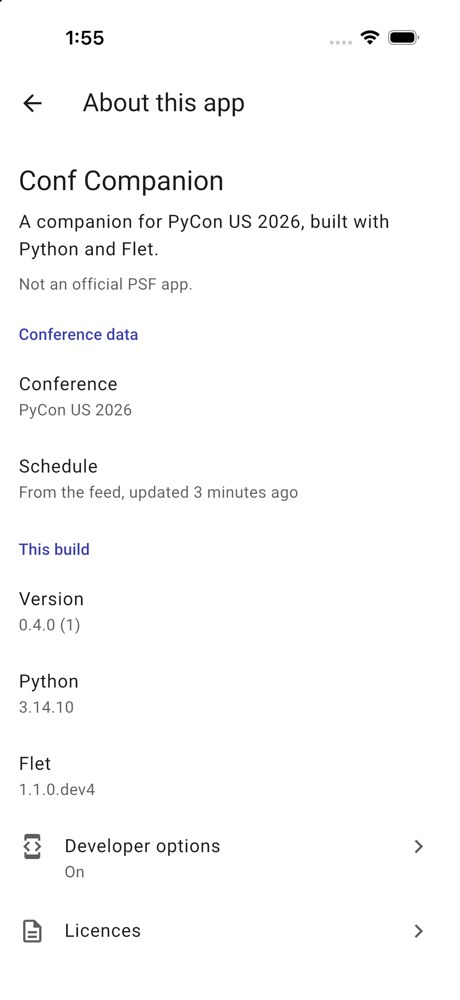 1:55
About this app
Conf Companion
A companion for PyCon US 2026, built with
Python and Flet.
Not an official PSF app.
Conference data
Conference
PyCon US 2026
Schedule
From the feed, updated 3 minutes ago
This build
Version
0.4.0 (1)
Python
3.14.10
Flet
1.1.0.dev4
Developer options
On
Licences